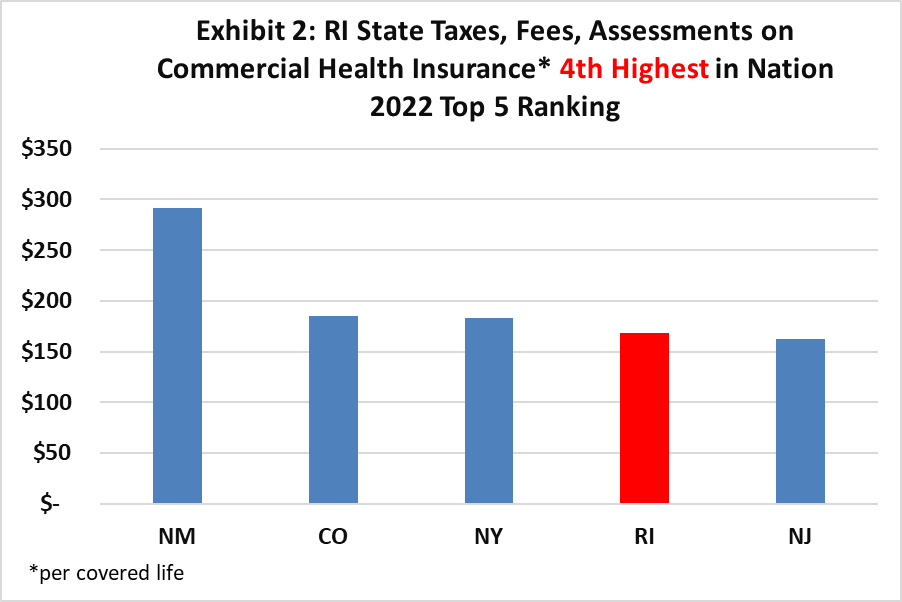 Exhibit 2: RI State Taxes, Fees, Assessments on
Commercial Health Insurance* 4th Highest in Nation
2022 Top 5 Ranking
$350
$300
$250
$200
$150
$100
$50
$-
NM CO NY RI NJ
*per covered life